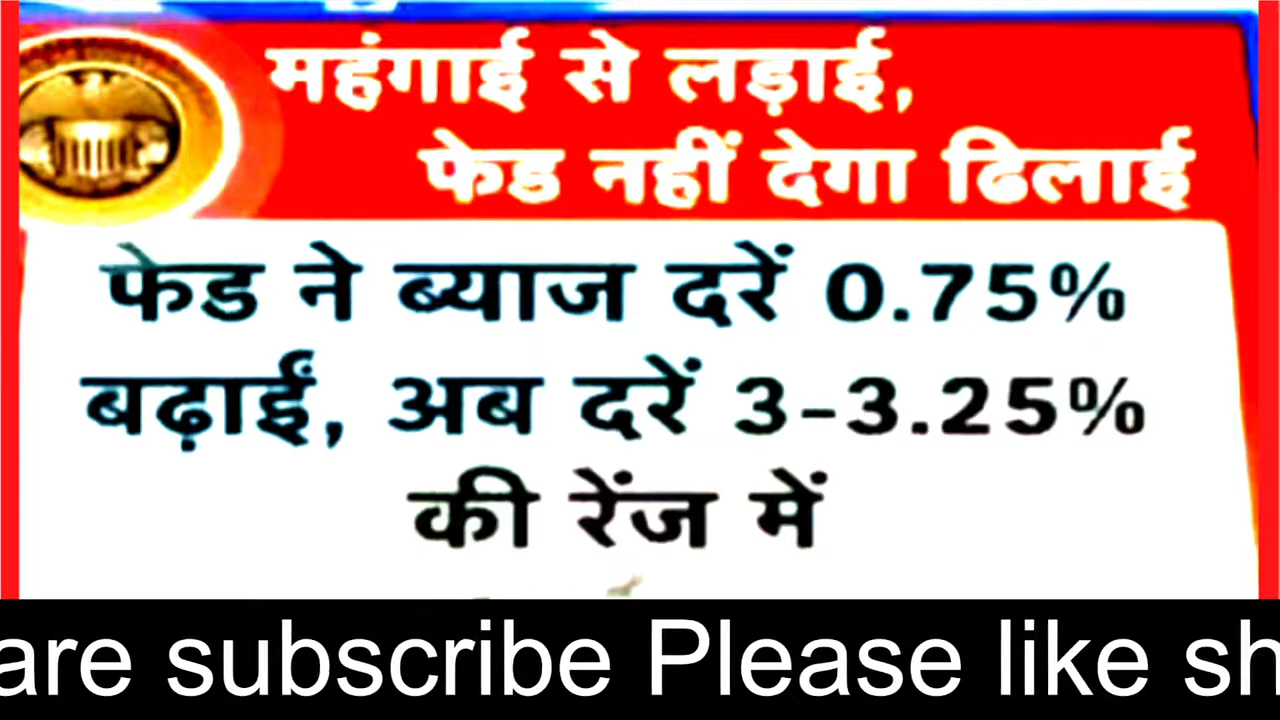 महंगाई से लड़ाई,
फेड नहीं देगा ढिलाई
फेड ने ब्याज दरें 0.75%
बढ़ाईं, अब दरें 3-3.25%
की रेंज में
are subscribe Please like sh